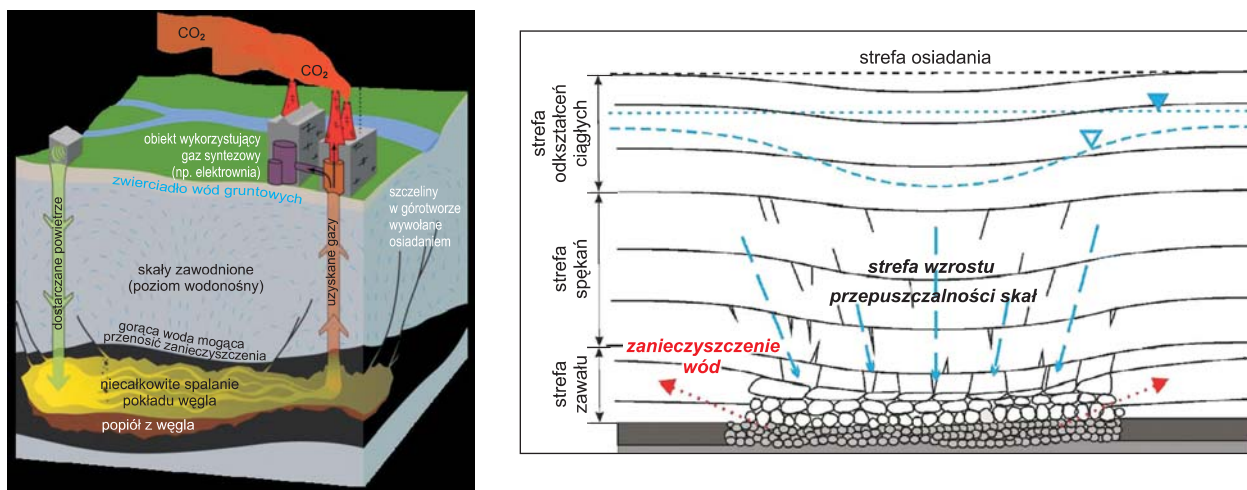 CO₂
CO₂
obiekt wykorzystujący
gaz syntezowy
(np. elektrownia)
zwierciadło wód gruntowych
szczeliny
w górotworze
wywołane
osiadaniem
dostarczane powietrze
uzyskane gazy
skały zawodnione
(poziom wodonośny)
gorąca woda mogąca
przenosić zanieczyszczenia
niecałkowite spalanie
pokładu węgla
popiół z węgla
strefa osiadania
strefa
odkształceń
ciągłych
strefa
spękań
strefa wzrostu
przepuszczalności skał
strefa
zawału
zanieczyszczenie
wód